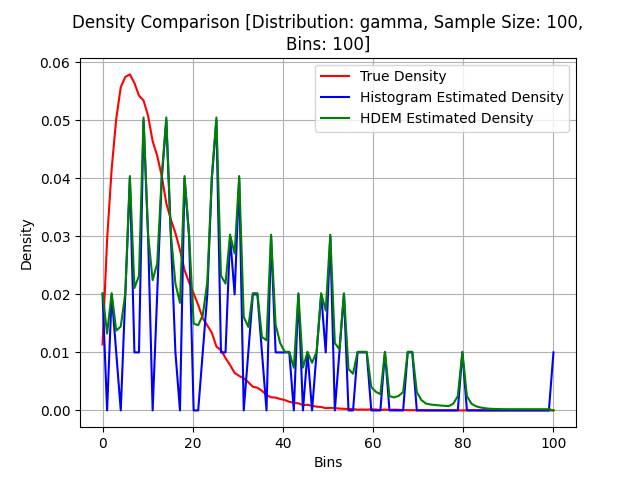 Density Comparison [Distribution: gamma, Sample Size: 100,
Bins: 100]
True Density
Histogram Estimated Density
HDEM Estimated Density
Density
0.06
0.05
0.04
0.03
0.02
0.01
0.00
0
20
40
60
80
100
Bins